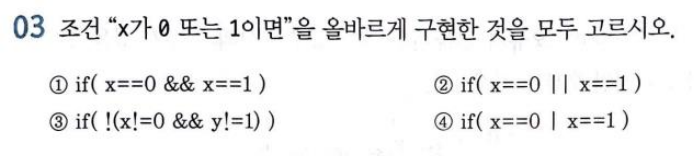 03 조건 “x가 0 또는 1이면”을 올바르게 구현한 것을 모두 고르시오.
① if( x==0 && x==1 ) ② if( x==0 || x==1 )
③ if( !(x!=0 && y!=1) ) ④ if( x==0 | x==1 )